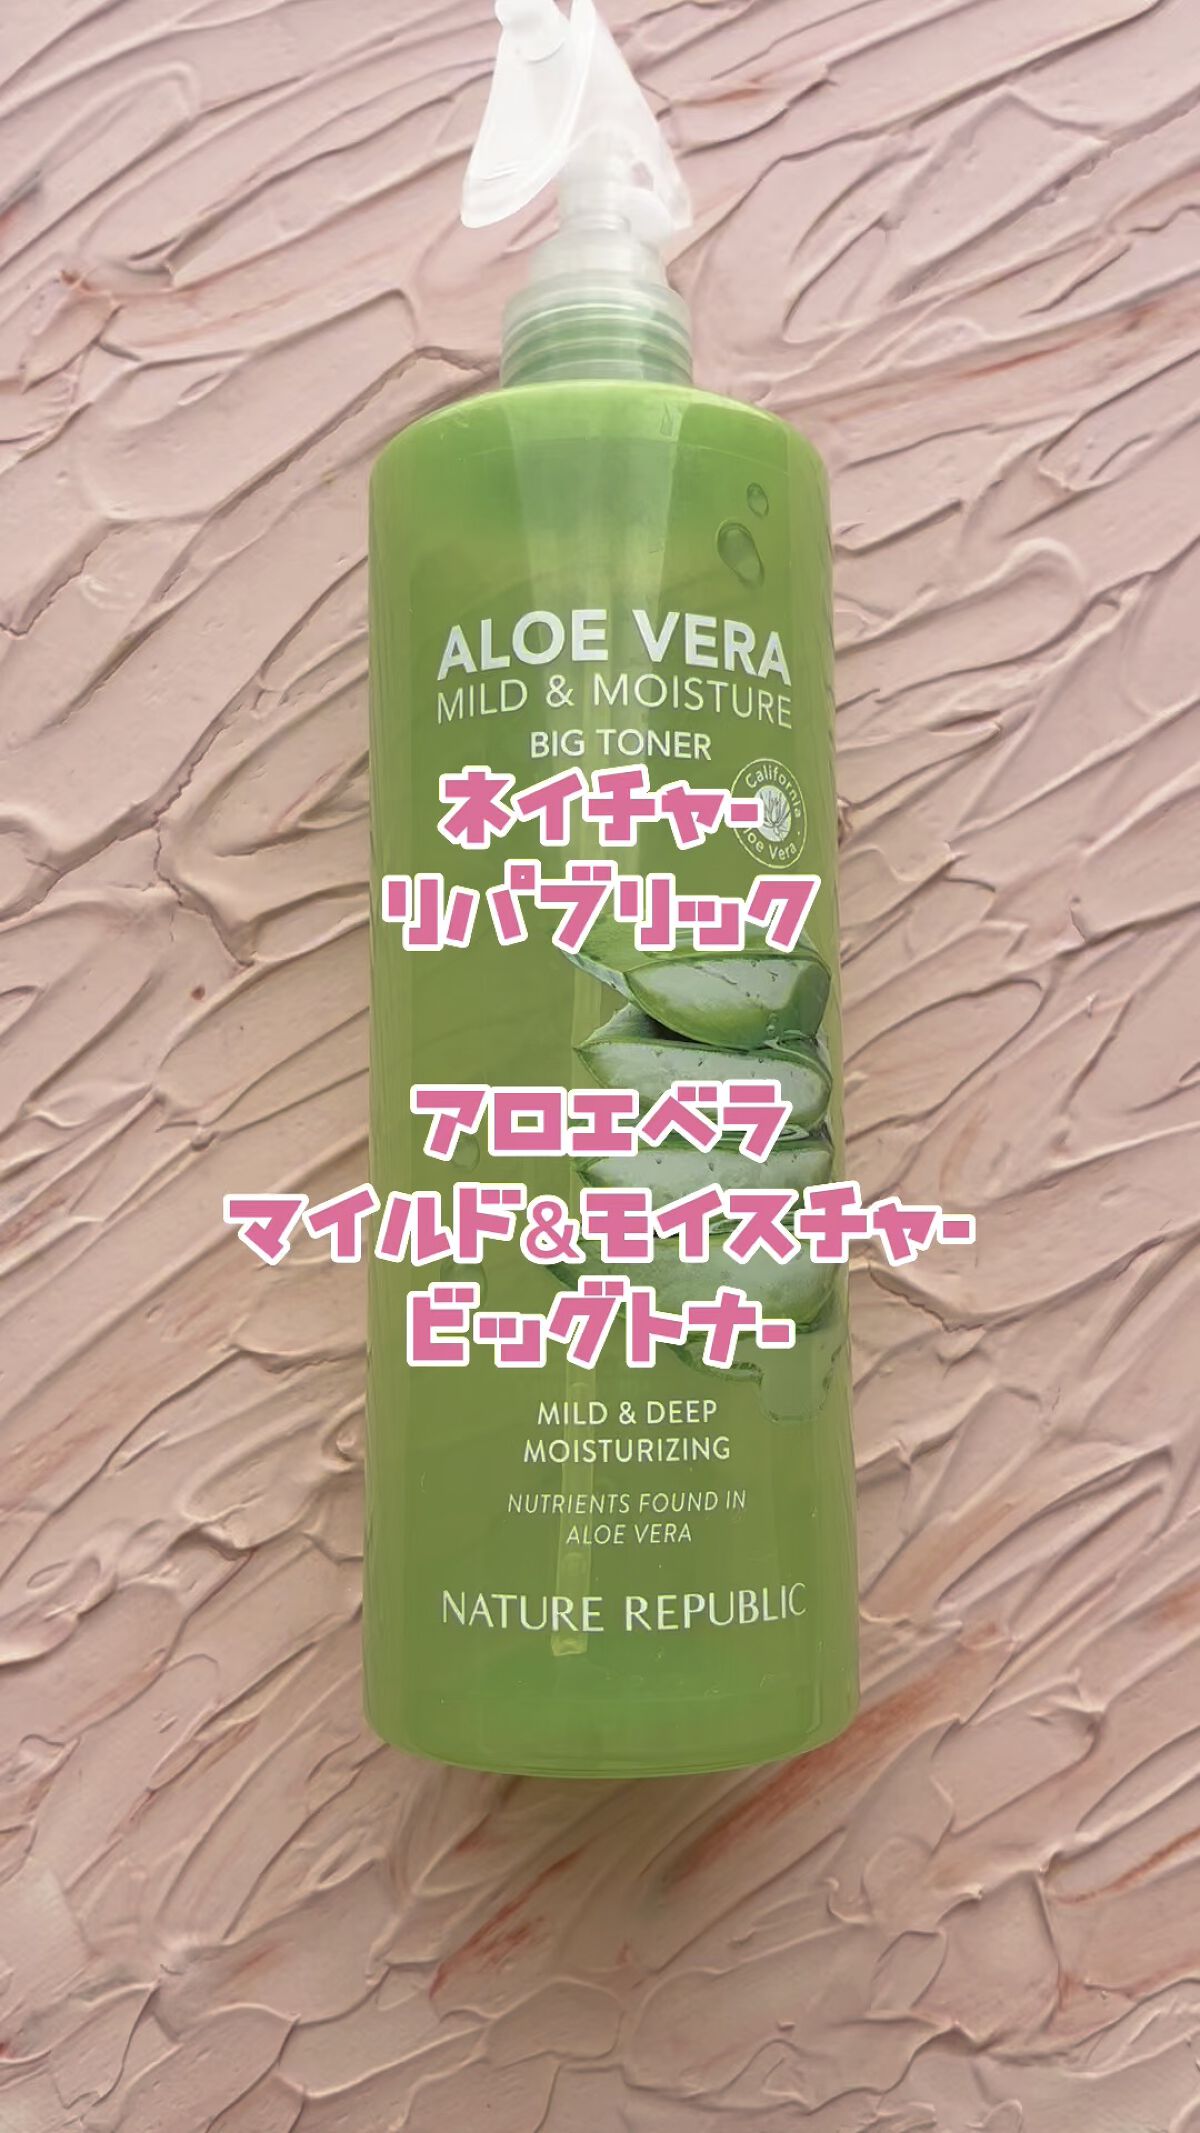 ALOE VERA
MILD & MOISTURE
BIG TONER
California
Aloe Vera
ネイチャー
リパブリック
アロエベラ
マイルド&モイスチャー
ビッグトナー
MILD & DEEP
MOISTURIZING
NUTRIENTS FOUND IN
ALOE VERA
NATURE REPUBLIC